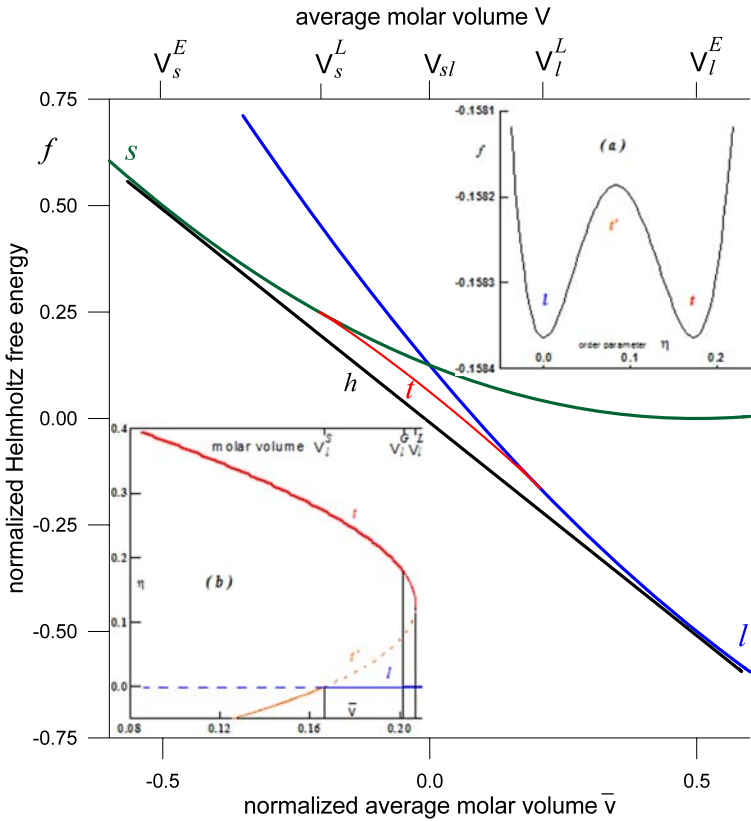 average molar volume V
V_s^E V_s^L V_sl V_l^L V_l^E
0.75
0.50
0.25
0.00
-0.25
-0.50
-0.75
f
s
h
t
l
normalized Helmholtz free energy
-0.5 0.0 0.5
normalized average molar volume v̄
-0.1581
-0.1582
-0.1583
-0.1584
f
(a)
t'
l
t
order parameter η
0.0 0.1 0.2
0.4
0.3
0.2
0.1
0.0
molar volume V_l^S V_l^G V_l^L
t
η
(b)
t'
l
v̄
0.08 0.12 0.16 0.20